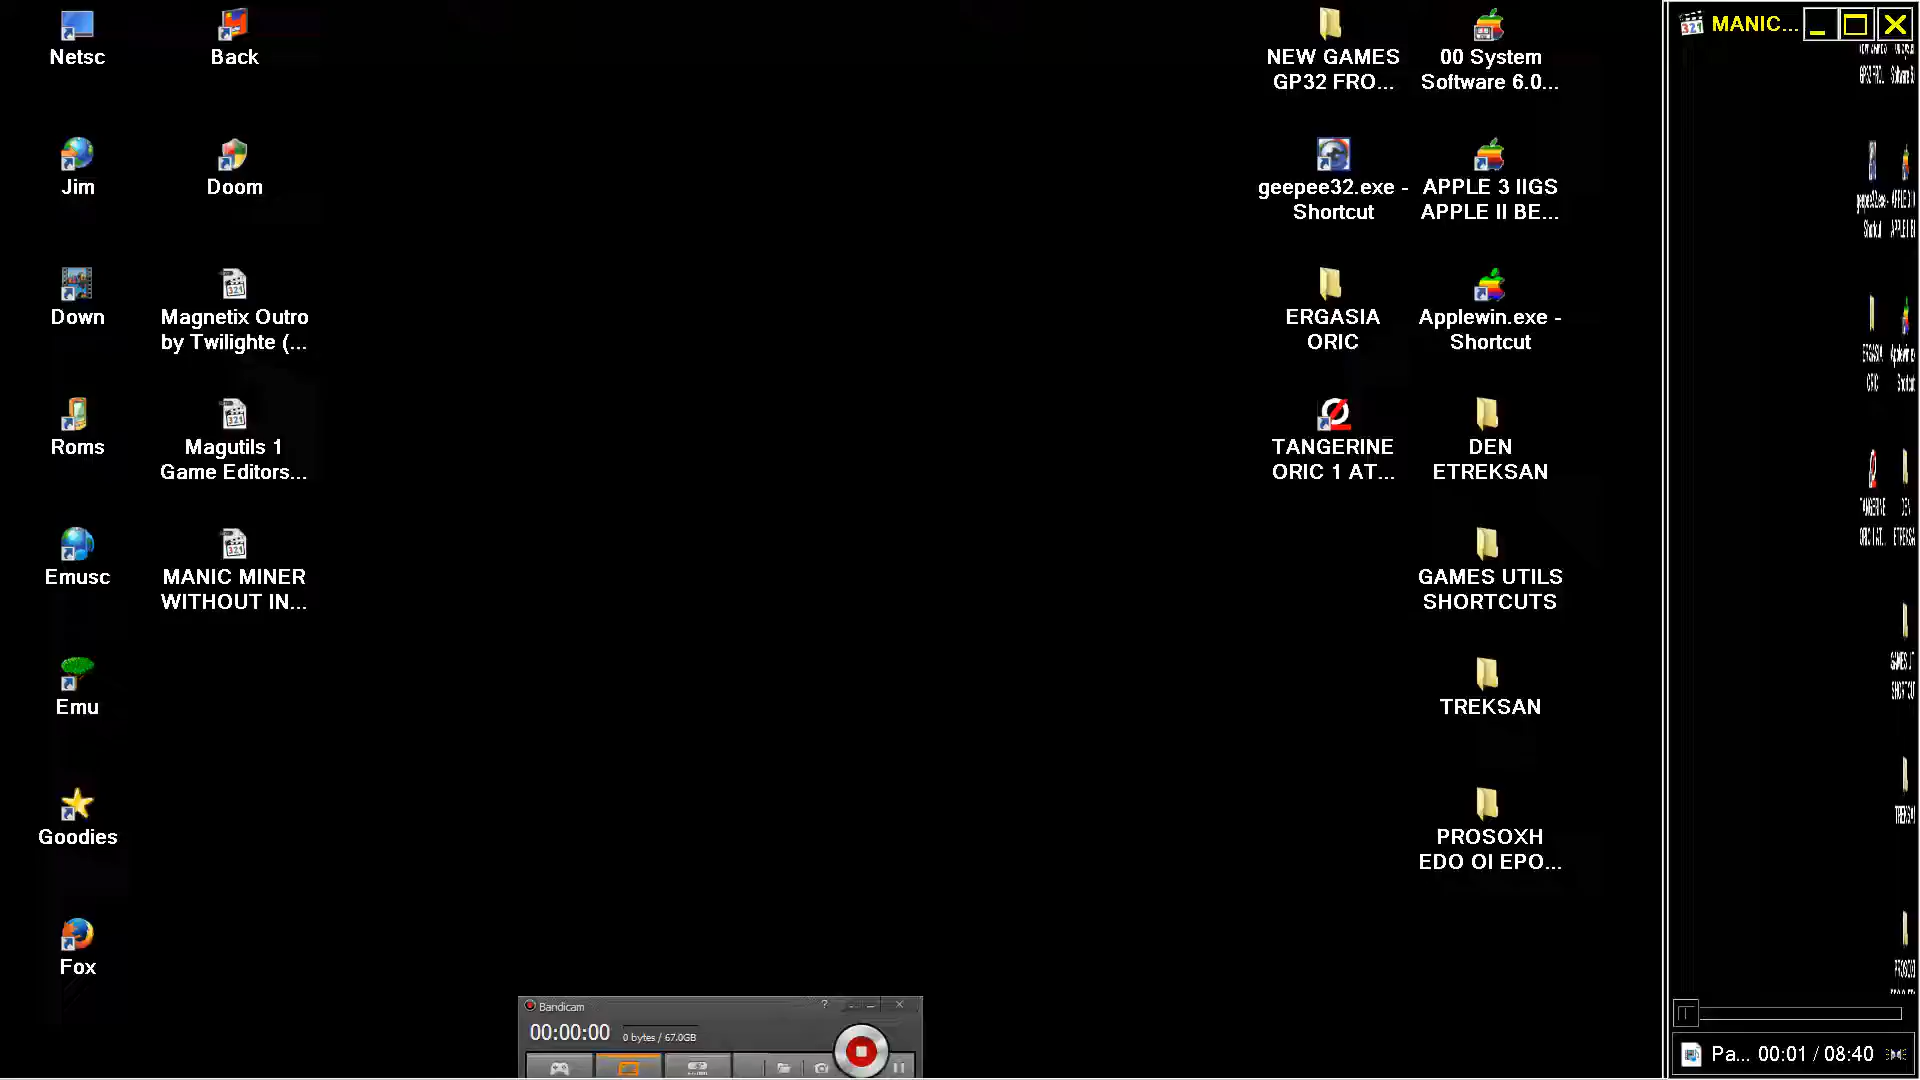 Netsc
Back
NEW GAMES
GP32 FRO...
00 System
Software 6.0...
MANIC...
Jim
Doom
geepee32.exe -
Shortcut
APPLE 3 IIGS
APPLE II BE...
Down
Magnetix Outro
by Twilighte (...
ERGASIA
ORIC
Applewin.exe -
Shortcut
Roms
Magutils 1
Game Editors...
TANGERINE
ORIC 1 AT...
DEN
ETREKSAN
Emusc
MANIC MINER
WITHOUT IN...
GAMES UTILS
SHORTCUTS
Emu
TREKSAN
Goodies
PROSOXH
EDO OI EPO...
Fox
Bandicam
?
00:00:00
0 bytes / 67.0GB
Pa... 00:01 / 08:40